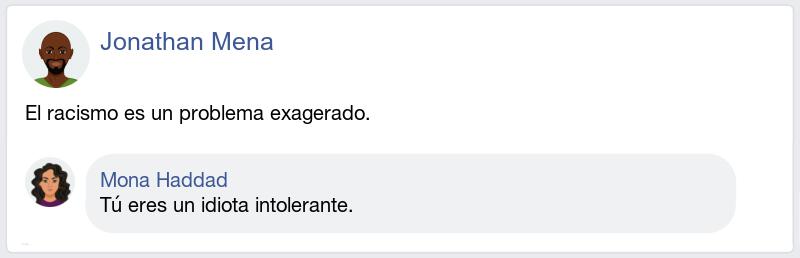 Jonathan Mena
El racismo es un problema exagerado.
Mona Haddad
Tú eres un idiota intolerante.